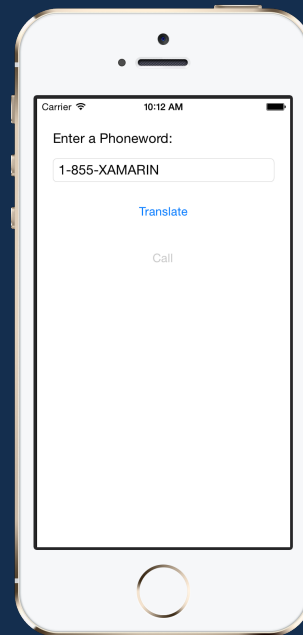 Carrier 10:12 AM
Enter a Phoneword:
1-855-XAMARIN
Translate
Call